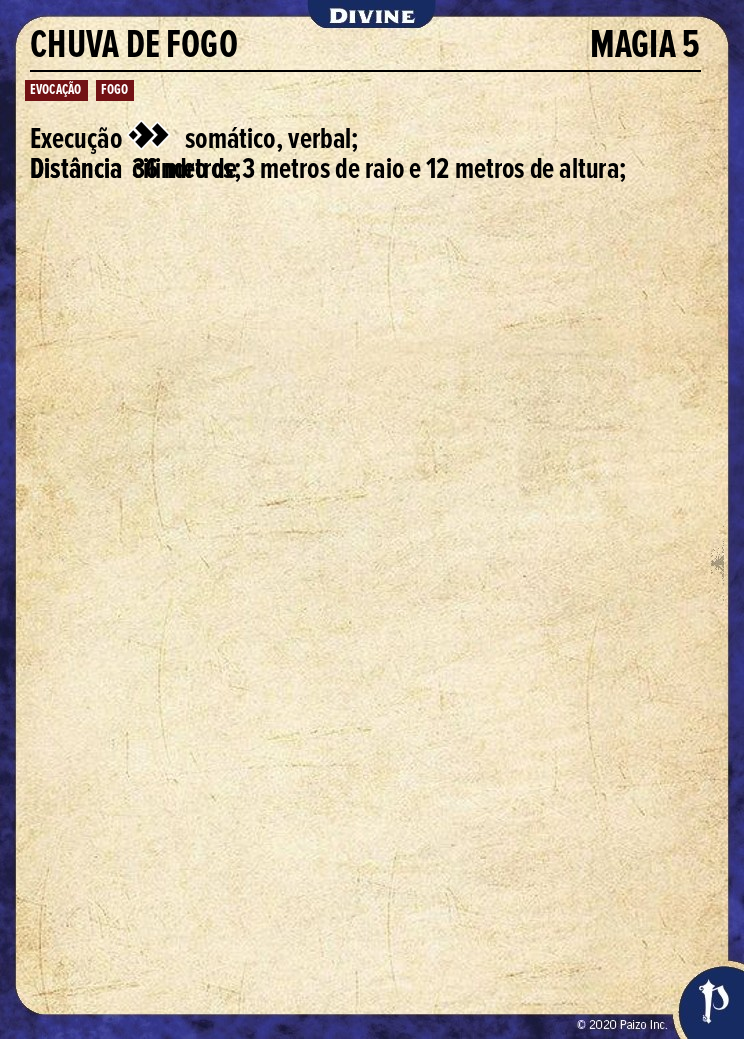 DIVINE
CHUVA DE FOGO MAGIA 5
EVOCAÇÃO FOGO
Execução somático, verbal;
Distância 3 metros de raio e 12 metros de altura;
© 2020 Paizo Inc.